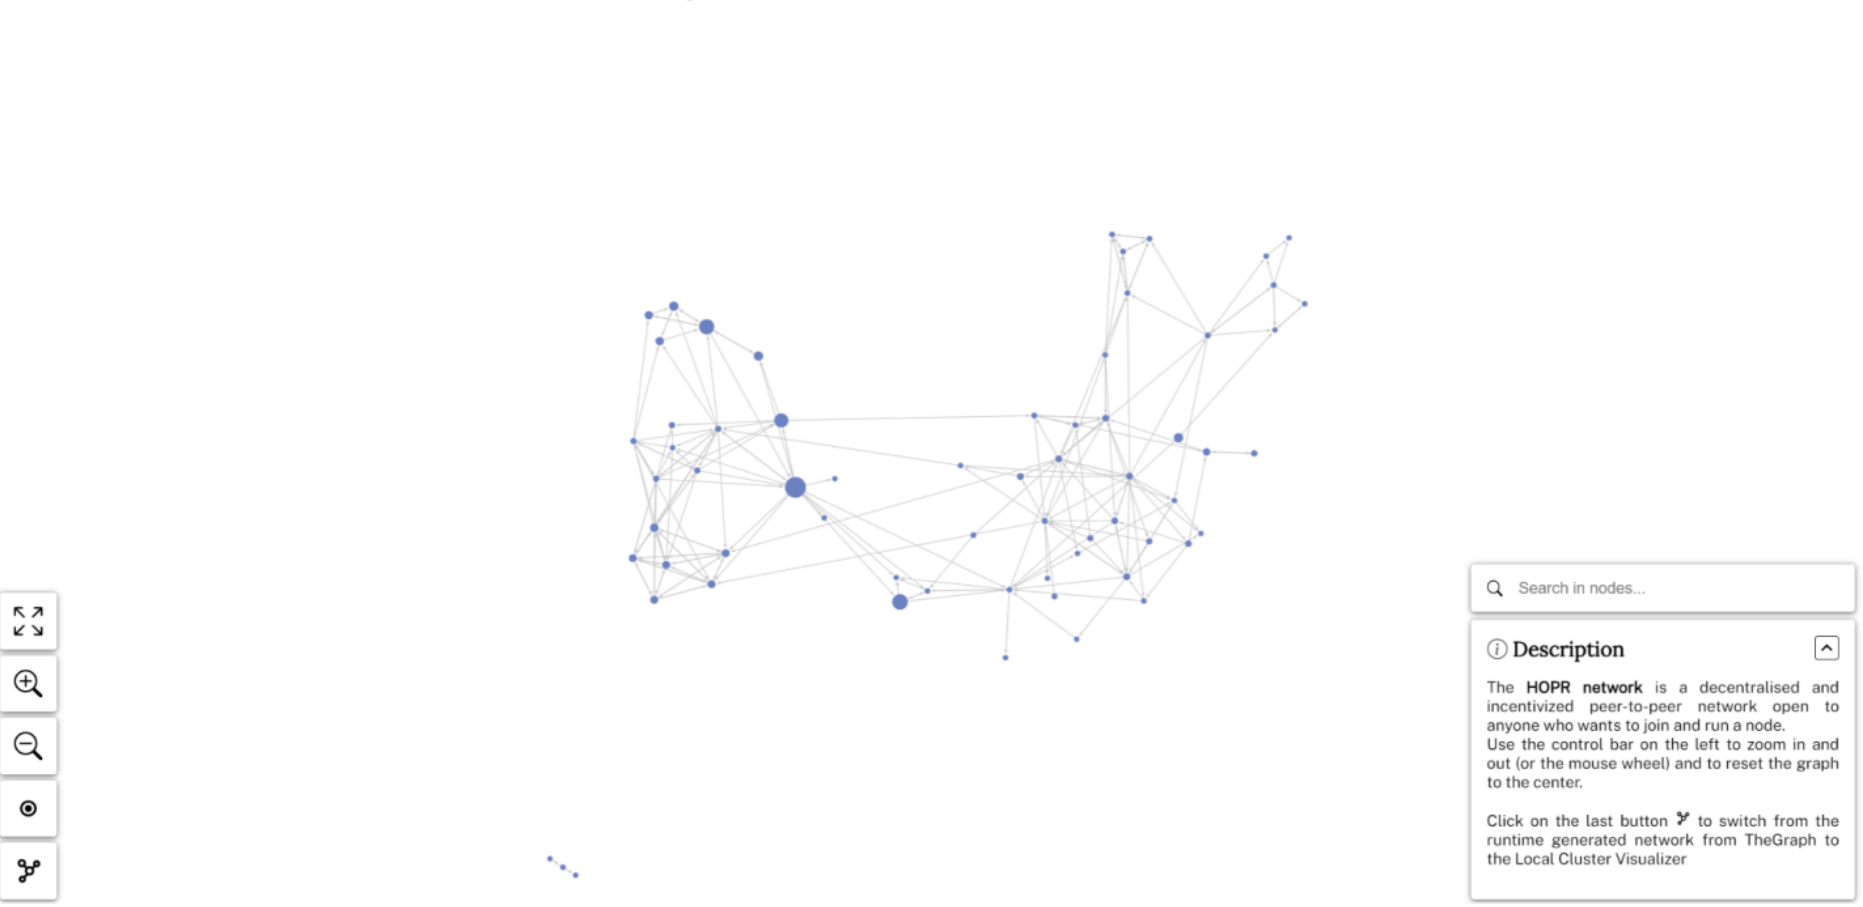 Search in nodes...
Description
The HOPR network is a decentralised and
incentivized peer-to-peer network open to
anyone who wants to join and run a node.
Use the control bar on the left to zoom in and
out (or the mouse wheel) and to reset the graph
to the center.
Click on the last button to switch from the
runtime generated network from TheGraph to
the Local Cluster Visualizer